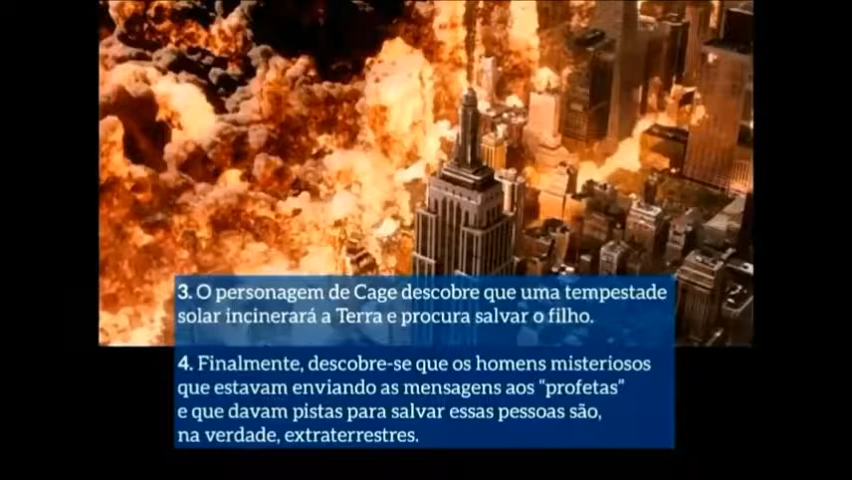 3. O personagem de Cage descobre que uma tempestade
solar incinerará a Terra e procura salvar o filho.
4. Finalmente, descobre-se que os homens misteriosos
que estavam enviando as mensagens aos “profetas”
e que davam pistas para salvar essas pessoas são,
na verdade, extraterrestres.